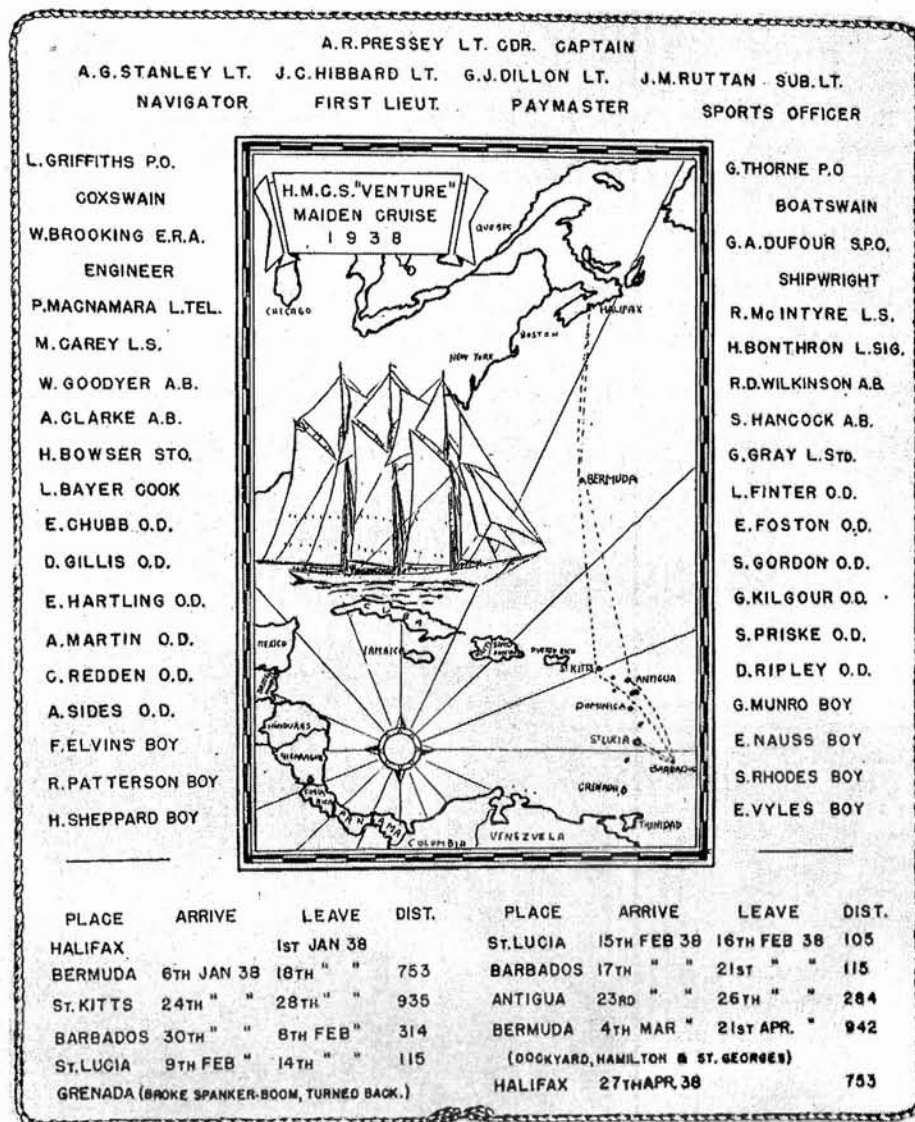 A.R.PRESSEY LT. CDR. CAPTAIN
A.G.STANLEY LT. J.C.HIBBARD LT. G.J.DILLON LT. J.M.RUTTAN SUB.LT.
NAVIGATOR FIRST LIEUT. PAYMASTER SPORTS OFFICER
L.GRIFFITHS P.O.
COXSWAIN
W.BROOKING E.R.A.
ENGINEER
P.MACNAMARA L.TEL.
M.CAREY L.S.
W.GOODYER A.B.
A.CLARKE A.B.
H.BOWSER STO.
L.BAYER COOK
E.CHUBB O.D.
D.GILLIS O.D.
E.HARTLING O.D.
A.MARTIN O.D.
C.REDDEN O.D.
A.SIDES O.D.
F.ELVINS BOY
R.PATTERSON BOY
H.SHEPPARD BOY
H.M.C.S."VENTURE"
MAIDEN CRUISE
1938
QUEBEC
CHICAGO
HALIFAX
BOSTON
NEW YORK
BERMUDA
CUBA
MEXICO
JAMAICA
PUERTO RICO
ST.KITTS
ANTIGUA
DOMINICA
HONDURAS
ST LUCIA
NICARAGUA
BARBADOS
COSTA RICA
GRENADA
PANAMA
TRINIDAD
COLUMBIA
VENEZUELA
G.THORNE P.O
BOATSWAIN
G.A.DUFOUR S.P.O.
SHIPWRIGHT
R.McINTYRE L.S.
H.BONTHRON L.SIG.
R.D.WILKINSON A.B.
S.HANCOCK A.B.
G.GRAY L.STD.
L.FINTER O.D.
E.FOSTON O.D.
S.GORDON O.D.
G.KILGOUR O.D.
S.PRISKE O.D.
D.RIPLEY O.D.
G.MUNRO BOY
E.NAUSS BOY
S.RHODES BOY
E.VYLES BOY
PLACE ARRIVE LEAVE DIST.
HALIFAX 1ST JAN 38
BERMUDA 6TH JAN 38 18TH " " 753
ST.KITTS 24TH " " 28TH " " 935
BARBADOS 30TH " " 8TH FEB " 314
ST.LUCIA 9TH FEB " 14TH " " 115
GRENADA (BROKE SPANKER-BOOM, TURNED BACK.)
PLACE ARRIVE LEAVE DIST.
ST.LUCIA 15TH FEB 38 16TH FEB 38 105
BARBADOS 17TH " " 21ST " " 115
ANTIGUA 23RD " " 26TH " " 284
BERMUDA 4TH MAR " 21ST APR. " 942
(DOCKYARD, HAMILTON & ST. GEORGES)
HALIFAX 27TH APR, 38 753